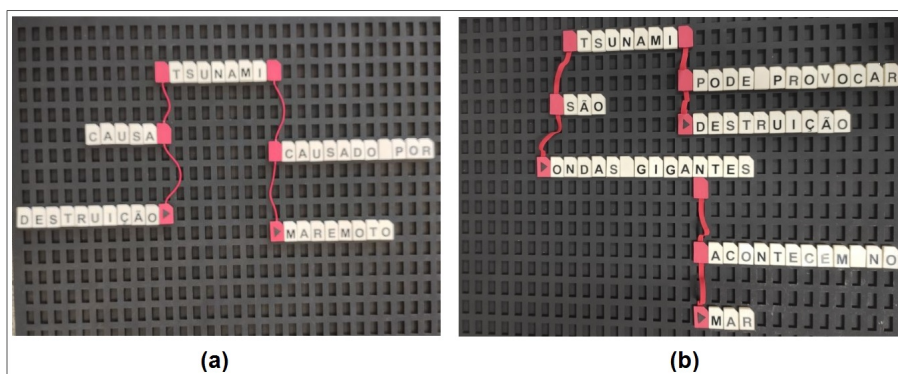 TSUNAMI
CAUSA
CAUSADO POR
DESTRUIÇÃO
MAREMOTO
(a)
TSUNAMI
PODE PROVOCAR
SÃO
DESTRUIÇÃO
ONDAS GIGANTES
ACONTECEM NO
MAR
(b)